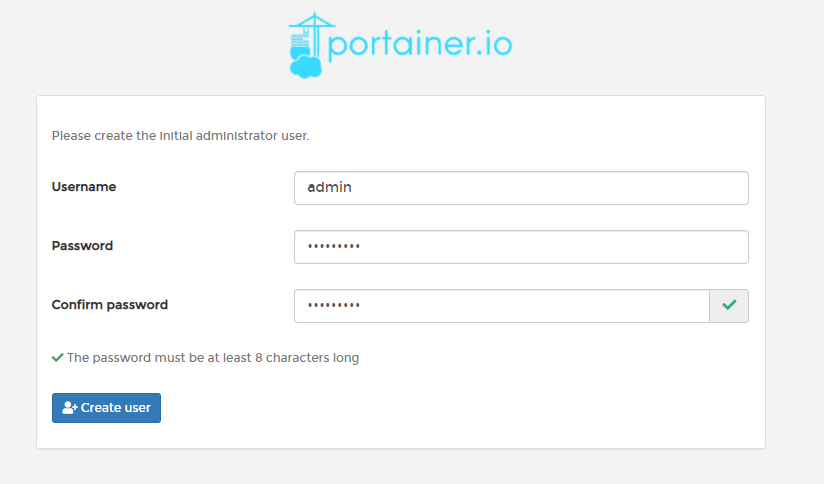 portainer.io
Please create the initial administrator user.
Username
admin
Password
•••••••••
Confirm password
•••••••••
The password must be at least 8 characters long
Create user